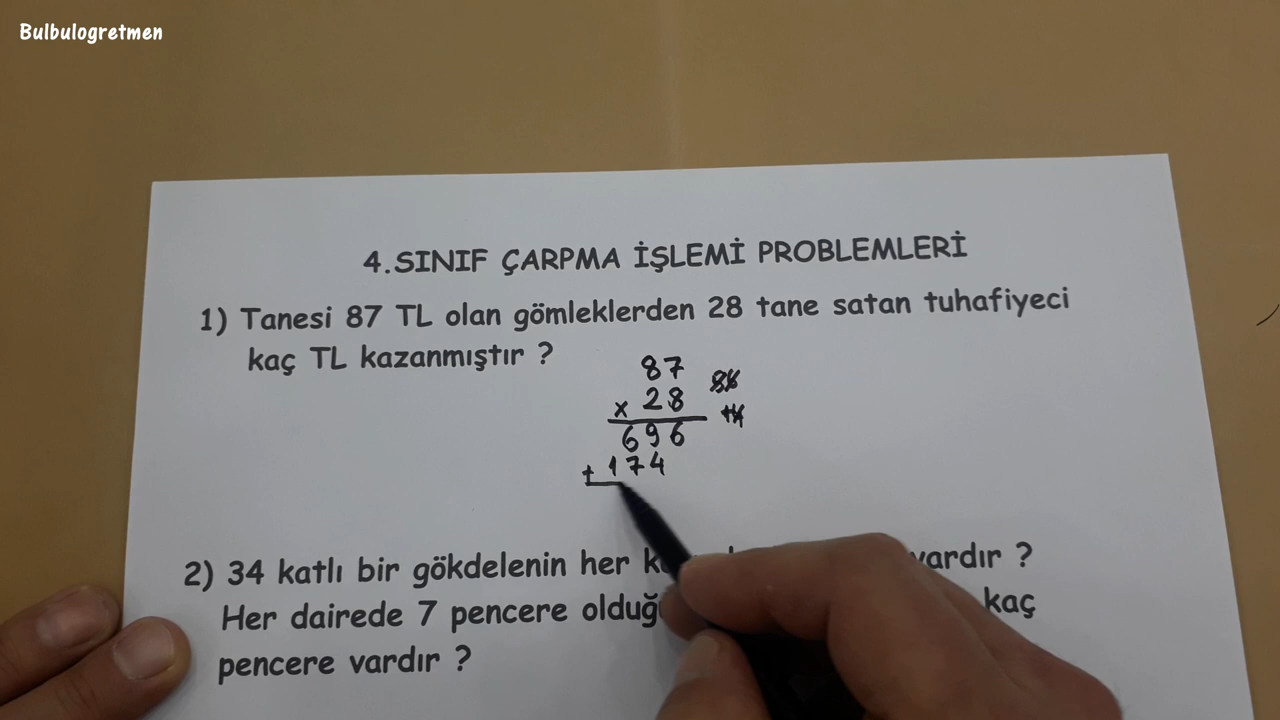 Bulbulogretmen
4.SINIF ÇARPMA İŞLEMİ PROBLEMLERİ
1) Tanesi 87 TL olan gömleklerden 28 tane satan tuhafiyeci
kaç TL kazanmıştır ?
87
x 28
696
+ 174
2) 34 katlı bir gökdelenin her vardır ?
Her dairede 7 pencere kaç
pencere vardır ?